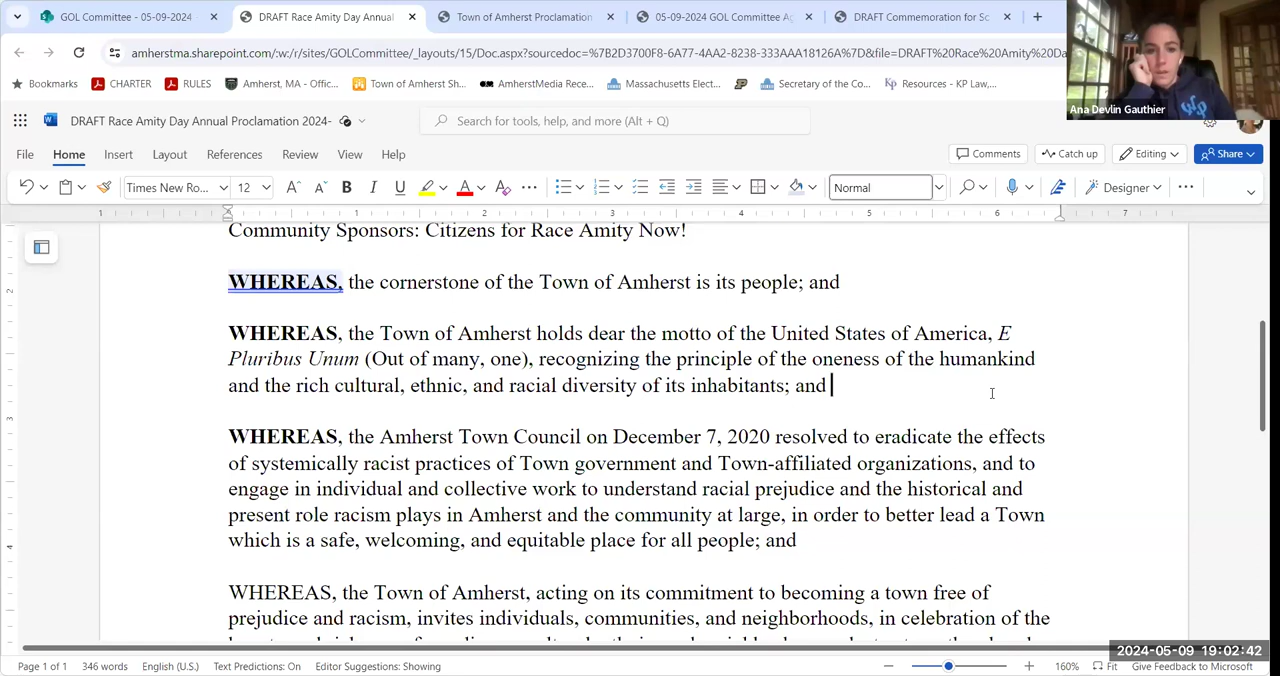 GOL Committee - 05-09-2024
DRAFT Race Amity Day Annual
Town of Amherst Proclamation
05-09-2024 GOL Committee A
DRAFT Commemoration for Sc
amherstma.sharepoint.com/:w:/r/sites/GOLCommittee/_layouts/15/Doc.aspx?sourcedoc=%7B2D3700F8-6A77-4AA2-8238-333AAA18126A%7D&file=DRAFT%20Race%20Amity%20Da
Bookmarks
CHARTER
RULES
Amherst, MA - Offic...
Town of Amherst
AmherstMedia Rece...
Massachusetts Elect...
Secretary of the Co...
Resources - KP Law,...
Ana Devlin Gauthier
DRAFT Race Amity Day Annual Proclamation 2024-
Search for tools, help, and more (Alt + Q)
File Home Insert Layout References Review View Help
Comments Catch up Editing Share
Times New Ro... 12 A A B I U A A Normal Designer
1 1 2 3 4 5 6 7
Community Sponsors: Citizens for Race Amity Now!
WHEREAS, the cornerstone of the Town of Amherst is its people; and
WHEREAS, the Town of Amherst holds dear the motto of the United States of America, E
Pluribus Unum (Out of many, one), recognizing the principle of the oneness of the humankind
and the rich cultural, ethnic, and racial diversity of its inhabitants; and
WHEREAS, the Amherst Town Council on December 7, 2020 resolved to eradicate the effects
of systemically racist practices of Town government and Town-affiliated organizations, and to
engage in individual and collective work to understand racial prejudice and the historical and
present role racism plays in Amherst and the community at large, in order to better lead a Town
which is a safe, welcoming, and equitable place for all people; and
WHEREAS, the Town of Amherst, acting on its commitment to becoming a town free of
prejudice and racism, invites individuals, communities, and neighborhoods, in celebration of the
2024-05-09 19:02:42
Page 1 of 1 346 words English (U.S.) Text Predictions: On Editor Suggestions: Showing
160% Fit Give Feedback to Microsoft